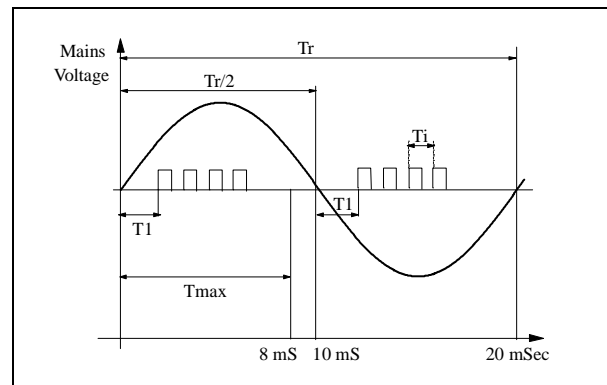 Mains
Voltage
Tr
Tr/2
Ti
T1
T1
Tmax
8 mS
10 mS
20 mSec